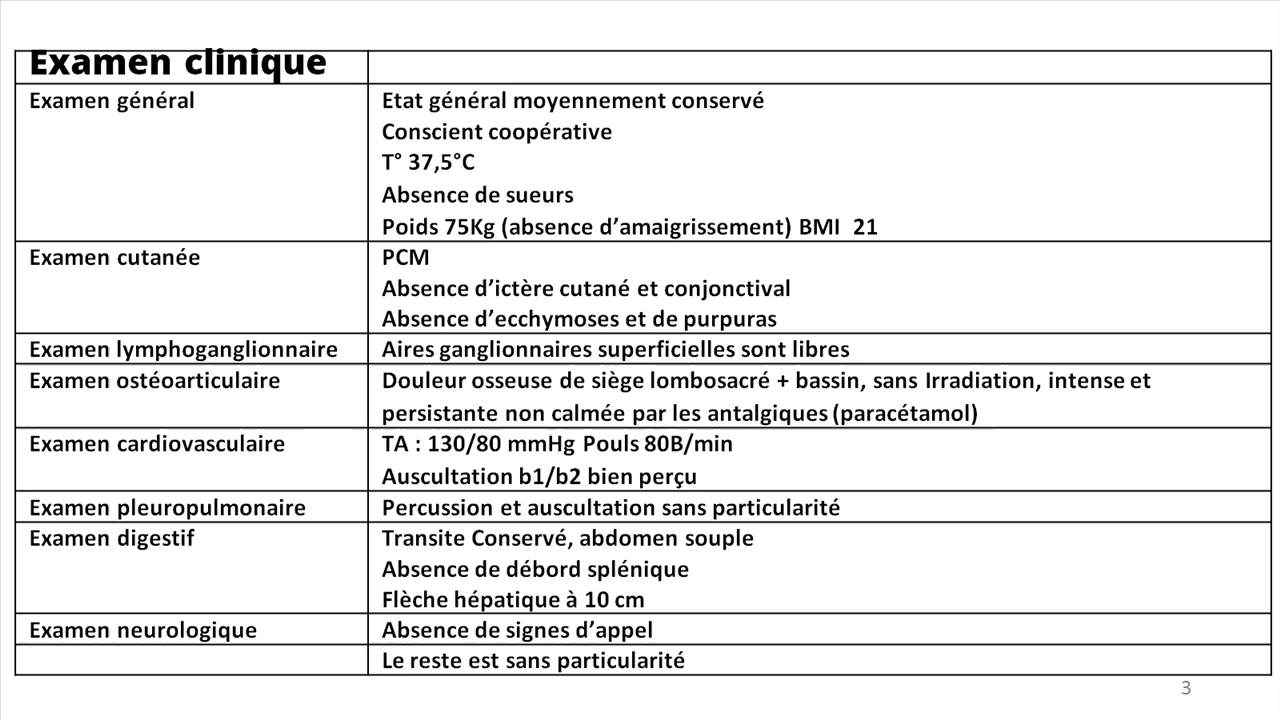 Examen clinique
Examen général
Etat général moyennement conservé
Conscient coopérative
T° 37,5°C
Absence de sueurs
Poids 75Kg (absence d’amaigrissement) BMI  21
Examen cutanée
PCM
Absence d’ictère cutané et conjonctival
Absence d’ecchymoses et de purpuras
Examen lymphoganglionnaire
Aires ganglionnaires superficielles sont libres
Examen ostéoarticulaire
Douleur osseuse de siège lombosacré + bassin, sans Irradiation, intense et
persistante non calmée par les antalgiques (paracétamol)
Examen cardiovasculaire
TA : 130/80 mmHg Pouls 80B/min
Auscultation b1/b2 bien perçu
Examen pleuropulmonaire
Percussion et auscultation sans particularité
Examen digestif
Transite Conservé, abdomen souple
Absence de débord splénique
Flèche hépatique à 10 cm
Examen neurologique
Absence de signes d’appel
Le reste est sans particularité
3